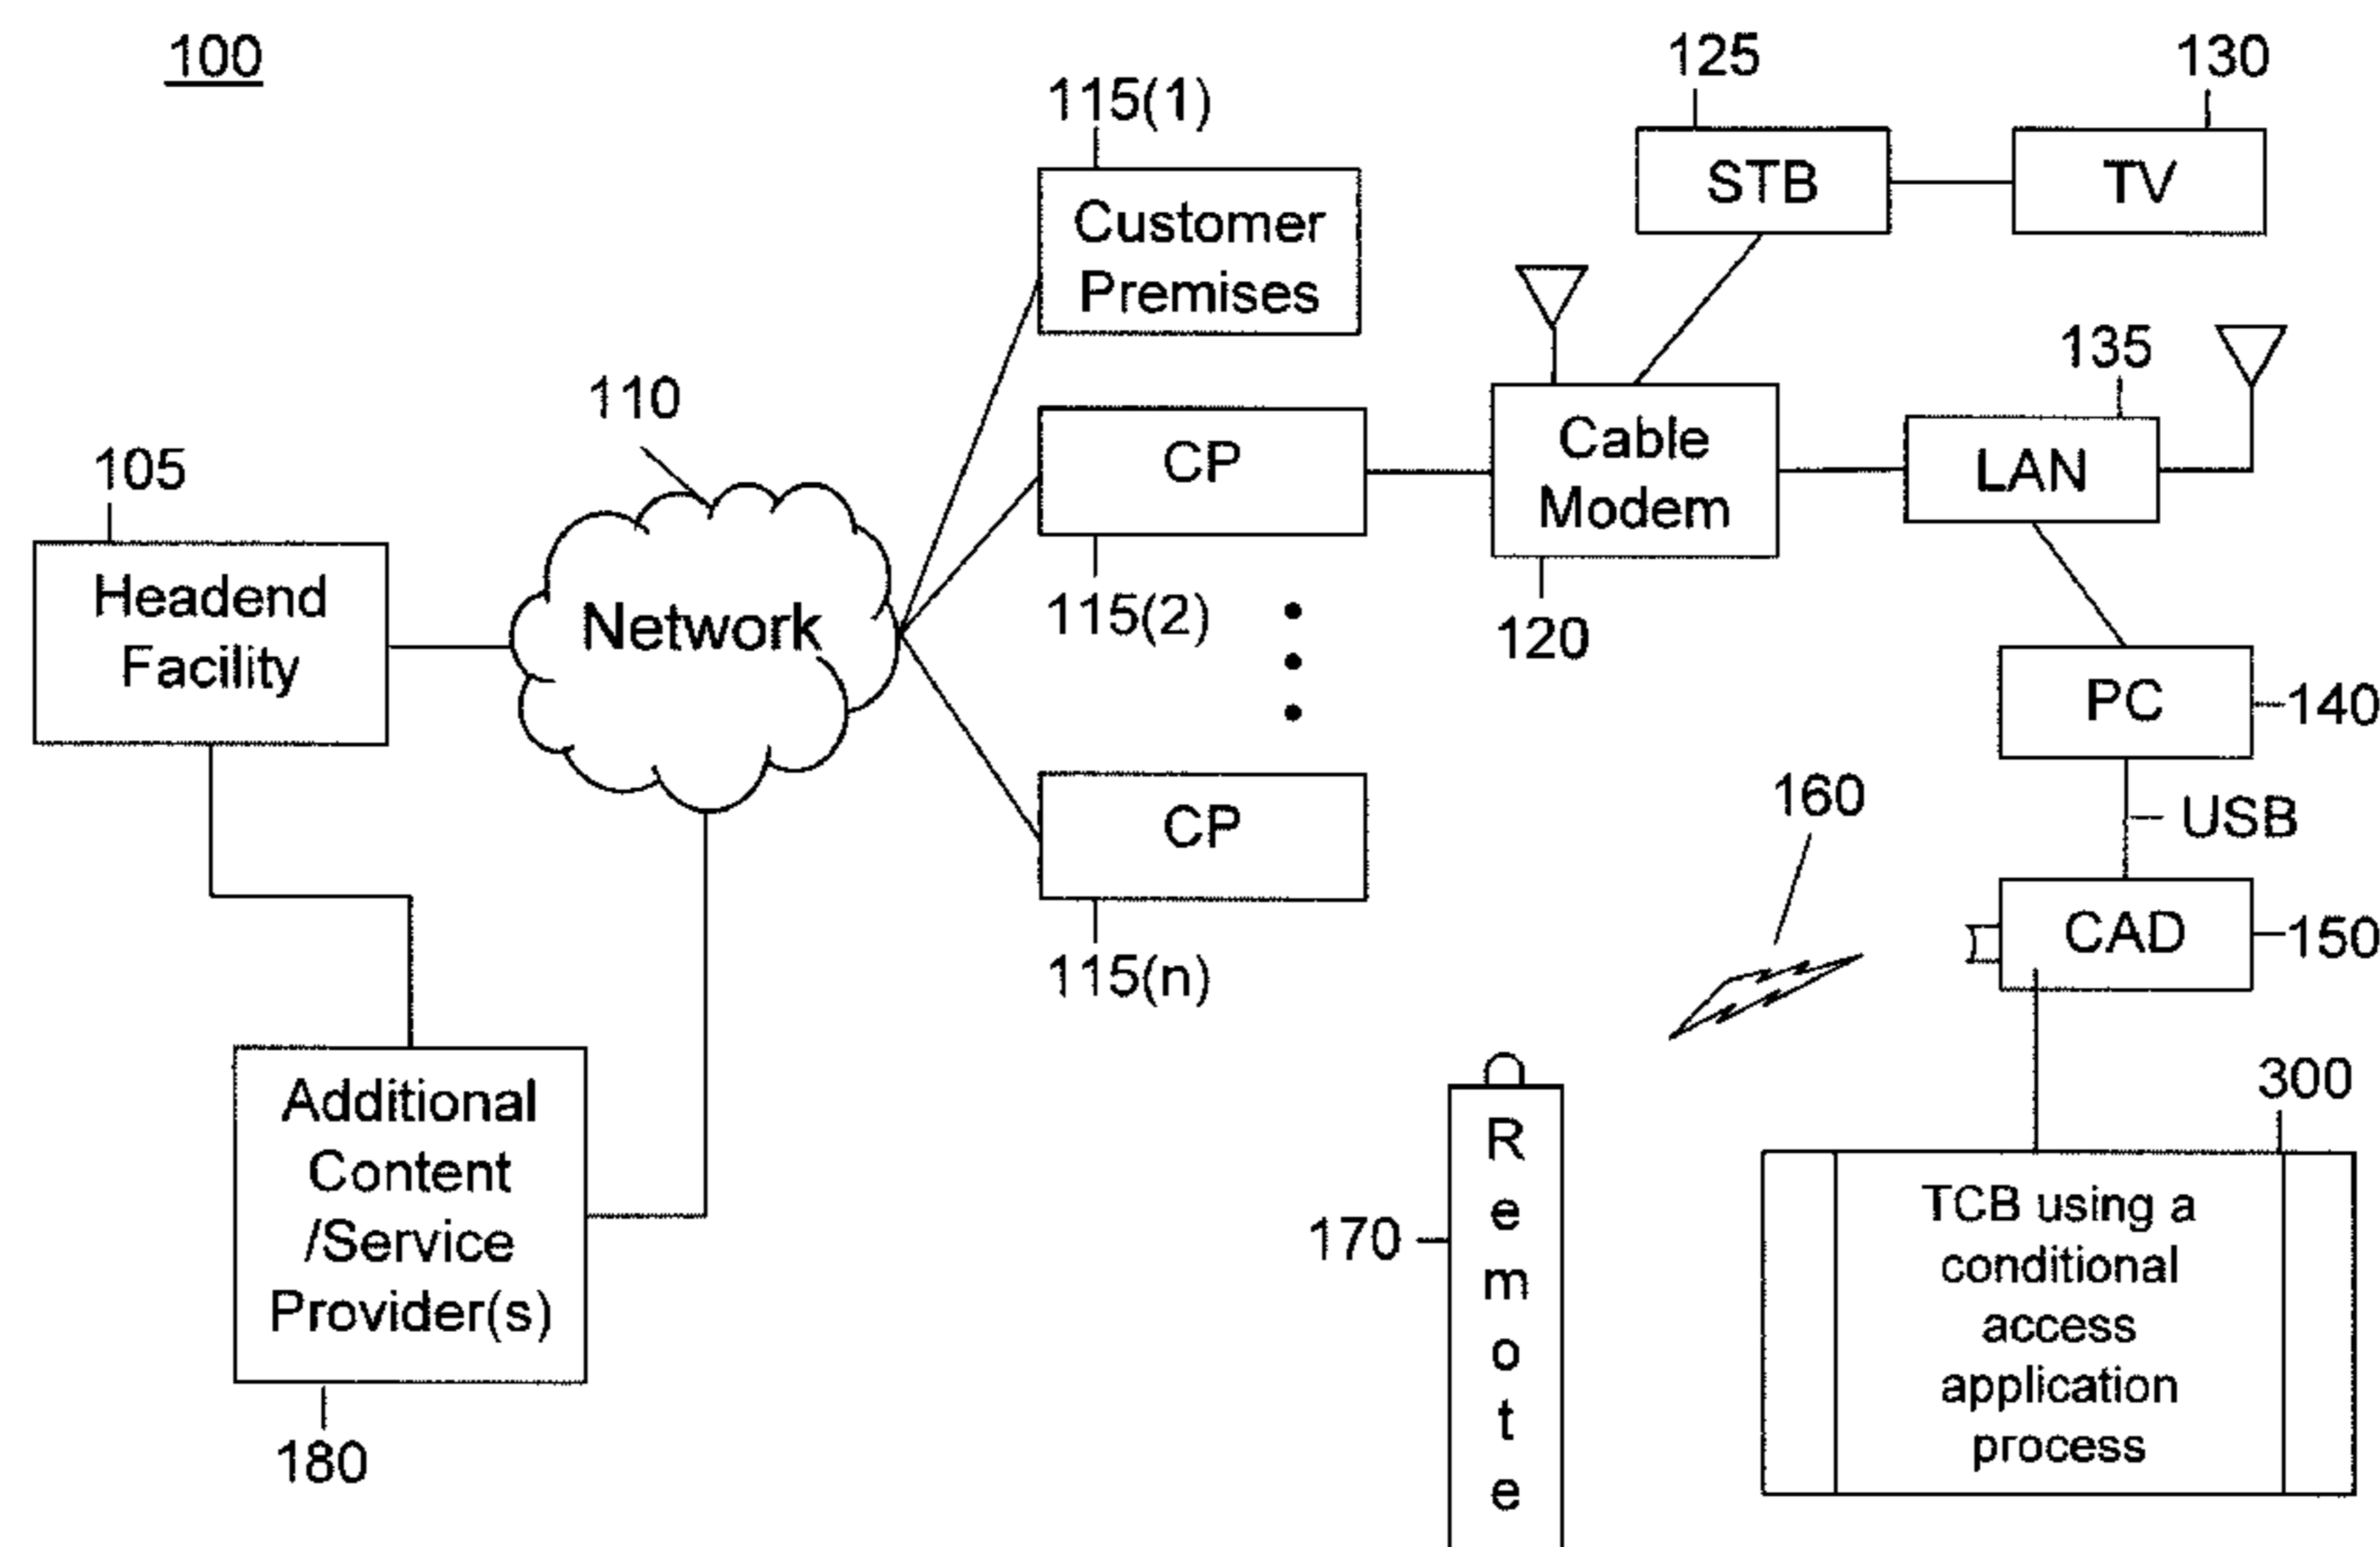 100
125
130
115(1)
STB
TV
Customer
Premises
135
110
Cable
Modem
CP
LAN
105
115(2)
120
Headend
Facility
Network
PC
140
160
USB
CP
CAD
150
115(n)
300
Additional
Content
/Service
Provider(s)
180
170
R
e
m
o
t
e
TCB using a
conditional
access
application
process